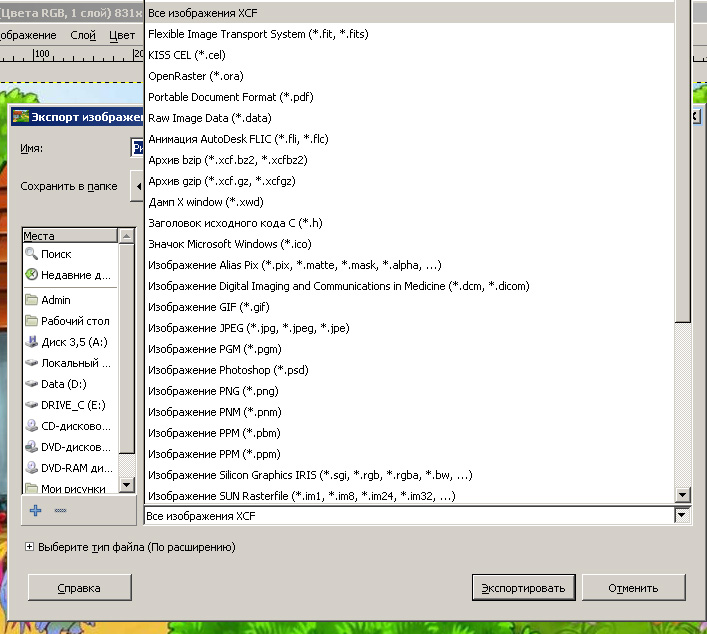 (Цвета RGB, 1 слой) 831x
ображение Слой Цвет
100 20
Экспорт изображен
Имя:
Ри
Сохранить в папке
Места
Поиск
Недавние д...
Admin
Рабочий стол
Диск 3,5 (A:)
Локальный ...
Data (D:)
DRIVE_C (E:)
CD-дисково...
DVD-дисков...
DVD-RAM ди...
Мои рисунки
Все изображения XCF
Flexible Image Transport System (*.fit, *.fits)
KISS CEL (*.cel)
OpenRaster (*.ora)
Portable Document Format (*.pdf)
Raw Image Data (*.data)
Анимация AutoDesk FLIC (*.fli, *.flc)
Архив bzip (*.xcf.bz2, *.xcfbz2)
Архив gzip (*.xcf.gz, *.xcfgz)
Дамп X window (*.xwd)
Заголовок исходного кода C (*.h)
Значок Microsoft Windows (*.ico)
Изображение Alias Pix (*.pix, *.matte, *.mask, *.alpha, ...)
Изображение Digital Imaging and Communications in Medicine (*.dcm, *.dicom)
Изображение GIF (*.gif)
Изображение JPEG (*.jpg, *.jpeg, *.jpe)
Изображение PGM (*.pgm)
Изображение Photoshop (*.psd)
Изображение PNG (*.png)
Изображение PNM (*.pnm)
Изображение PPM (*.pbm)
Изображение PPM (*.ppm)
Изображение Silicon Graphics IRIS (*.sgi, *.rgb, *.rgba, *.bw, ...)
Изображение SUN Rasterfile (*.im1, *.im8, *.im24, *.im32, ...)
Все изображения XCF
Выберите тип файла (По расширению)
Справка
Экспортировать
Отменить